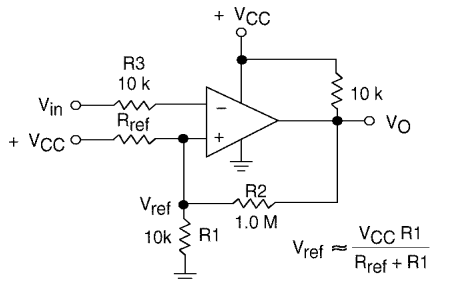 + VCC
R3
10 k
10 k
Vin
−
Rref
+ VCC
+
VO
Vref
R2
1.0 M
10k
R1
Vref ≈ VCC R1
Rref + R1